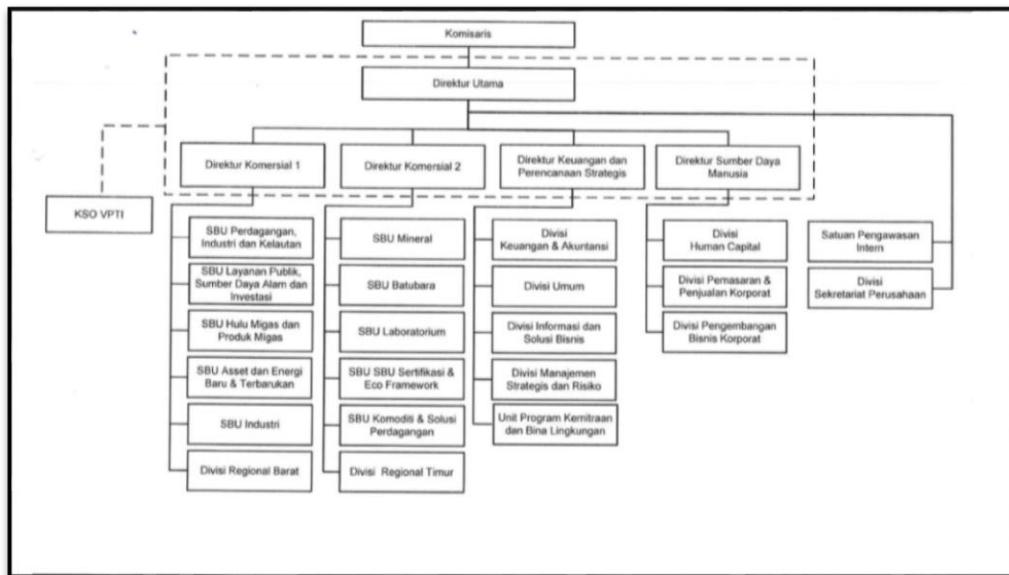 Komisaris
Direktur Utama
Direktur Komersial 1
Direktur Komersial 2
Direktur Keuangan dan
Perencanaan Strategis
Direktur Sumber Daya
Manusia
KSO VPTI
SBU Perdagangan,
Industri dan Kelautan
SBU Layanan Publik,
Sumber Daya Alam dan
Investasi
SBU Hulu Migas dan
Produk Migas
SBU Asset dan Energi
Baru & Terbarukan
SBU Industri
Divisi Regional Barat
SBU Mineral
SBU Batubara
SBU Laboratorium
SBU SBU Sertifikasi &
Eco Framework
SBU Komoditi & Solusi
Perdagangan
Divisi Regional Timur
Divisi
Keuangan & Akuntansi
Divisi Umum
Divisi Informasi dan
Solusi Bisnis
Divisi Manajemen
Strategis dan Risiko
Unit Program Kemitraan
dan Bina Lingkungan
Divisi
Human Capital
Divisi Pemasaran &
Penjualan Korporat
Divisi Pengembangan
Bisnis Korporat
Satuan Pengawasan
Intern
Divisi
Sekretariat Perusahaan